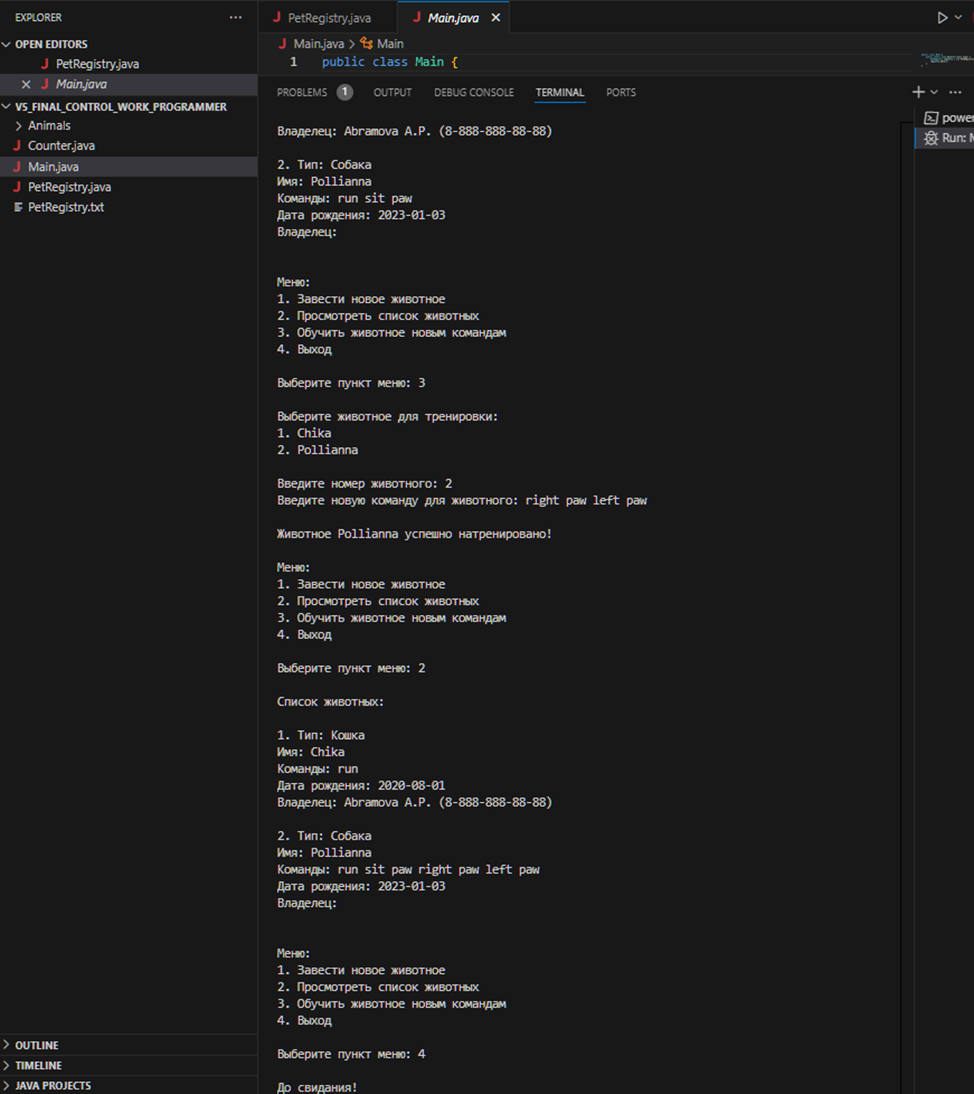 EXPLORER
PetRegistry.java
Main.java
OPEN EDITORS
PetRegistry.java
Main.java
V5_FINAL_CONTROL_WORK_PROGRAMMER
Animals
Counter.java
Main.java
PetRegistry.java
PetRegistry.txt
OUTLINE
TIMELINE
JAVA PROJECTS
Main.java > Main
1 public class Main {
PROBLEMS 1 OUTPUT DEBUG CONSOLE TERMINAL PORTS
power
Run: M
Владелец: Abramova A.P. (8-888-888-88-88)
2. Тип: Собака
Имя: Pollianna
Команды: run sit paw
Дата рождения: 2023-01-03
Владелец:
Меню:
1. Завести новое животное
2. Просмотреть список животных
3. Обучить животное новым командам
4. Выход
Выберите пункт меню: 3
Выберите животное для тренировки:
1. Chika
2. Pollianna
Введите номер животного: 2
Введите новую команду для животного: right paw left paw
Животное Pollianna успешно натренировано!
Меню:
1. Завести новое животное
2. Просмотреть список животных
3. Обучить животное новым командам
4. Выход
Выберите пункт меню: 2
Список животных:
1. Тип: Кошка
Имя: Chika
Команды: run
Дата рождения: 2020-08-01
Владелец: Abramova A.P. (8-888-888-88-88)
2. Тип: Собака
Имя: Pollianna
Команды: run sit paw right paw left paw
Дата рождения: 2023-01-03
Владелец:
Меню:
1. Завести новое животное
2. Просмотреть список животных
3. Обучить животное новым командам
4. Выход
Выберите пункт меню: 4
До свидания!